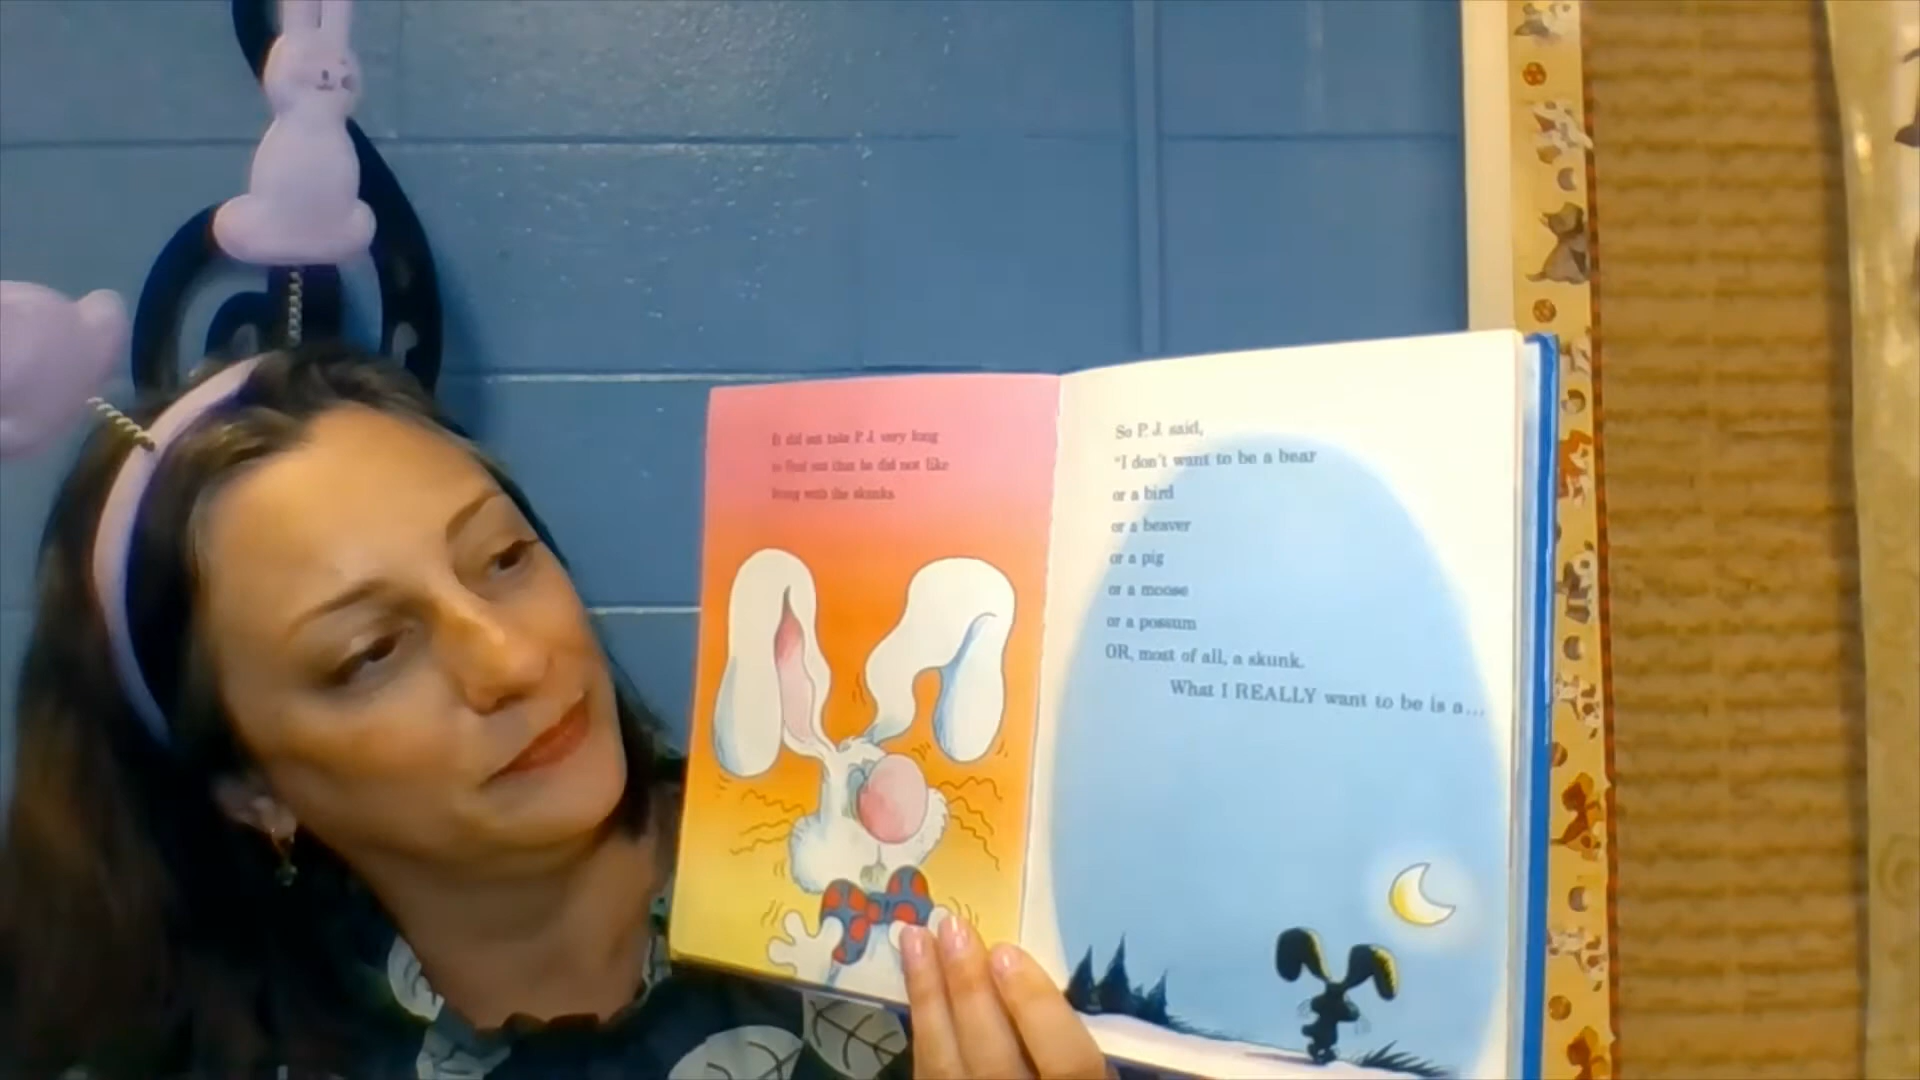 It did not take P. J. very long
to find out that he did not like
living with the skunks.
So P. J. said,
"I don't want to be a bear
or a bird
or a beaver
or a pig
or a moose
or a possum
OR, most of all, a skunk.
What I REALLY want to be is a...